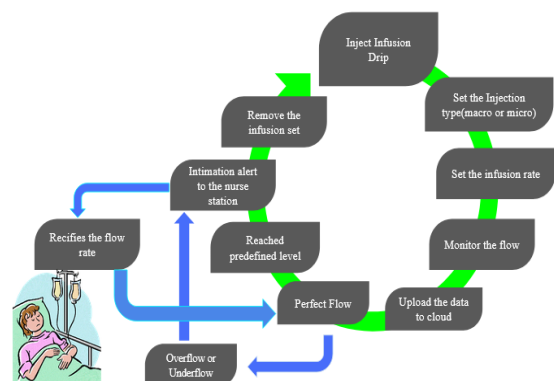 Inject Infusion
Drip
Set the Injection
type(macro or micro)
Set the infusion rate
Monitor the flow
Upload the data
to cloud
Perfect Flow
Reached
predefined level
Intimation alert
to the nurse
station
Remove the
infusion set
Recifies the flow
rate
Overflow or
Underflow